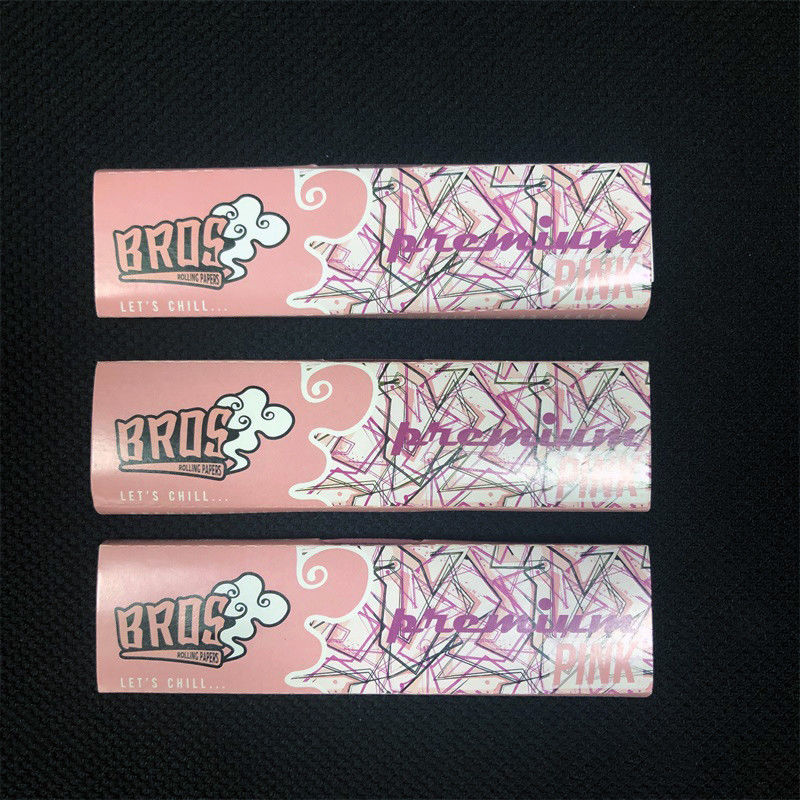 BROS
ROLLING PAPERS
LET'S CHILL...
premium
PINK
BROS
ROLLING PAPERS
LET'S CHILL...
premium
PINK
BROS
ROLLING PAPERS
LET'S CHILL...
premium
PINK